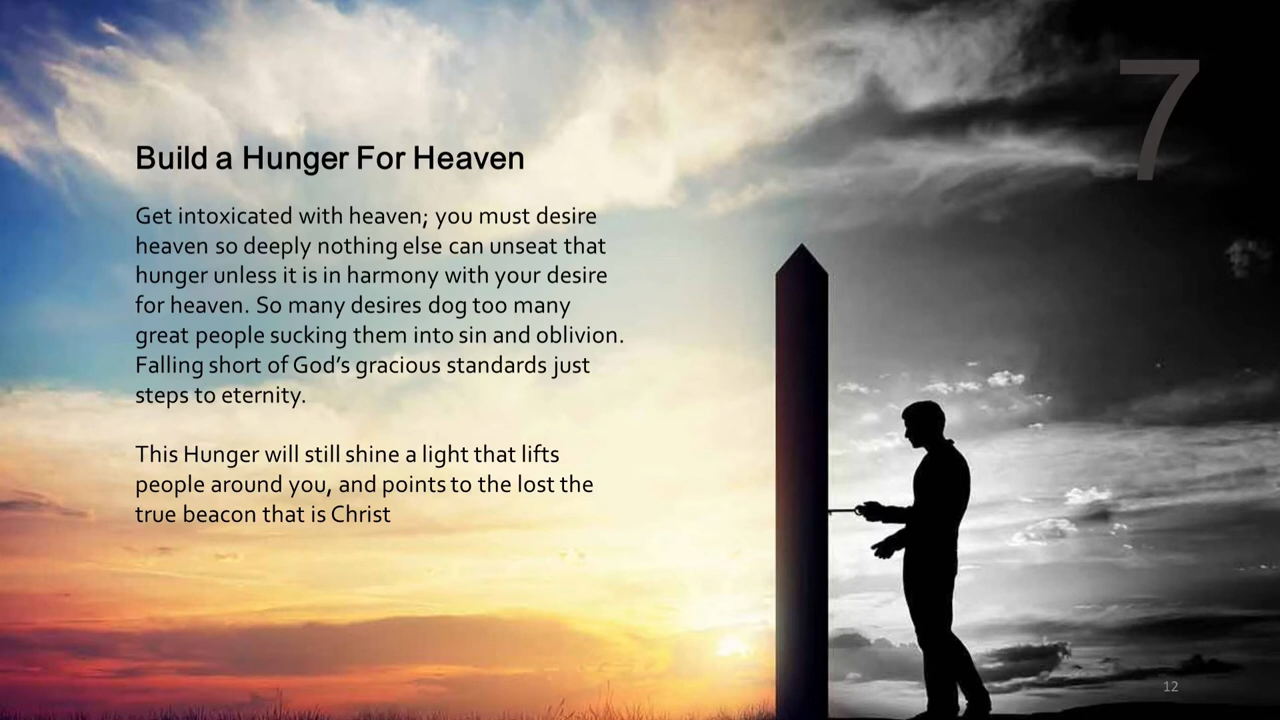 7
Build a Hunger For Heaven
Get intoxicated with heaven; you must desire
heaven so deeply nothing else can unseat that
hunger unless it is in harmony with your desire
for heaven. So many desires dog too many
great people sucking them into sin and oblivion.
Falling short of God’s gracious standards just
steps to eternity.
This Hunger will still shine a light that lifts
people around you, and points to the lost the
true beacon that is Christ
12